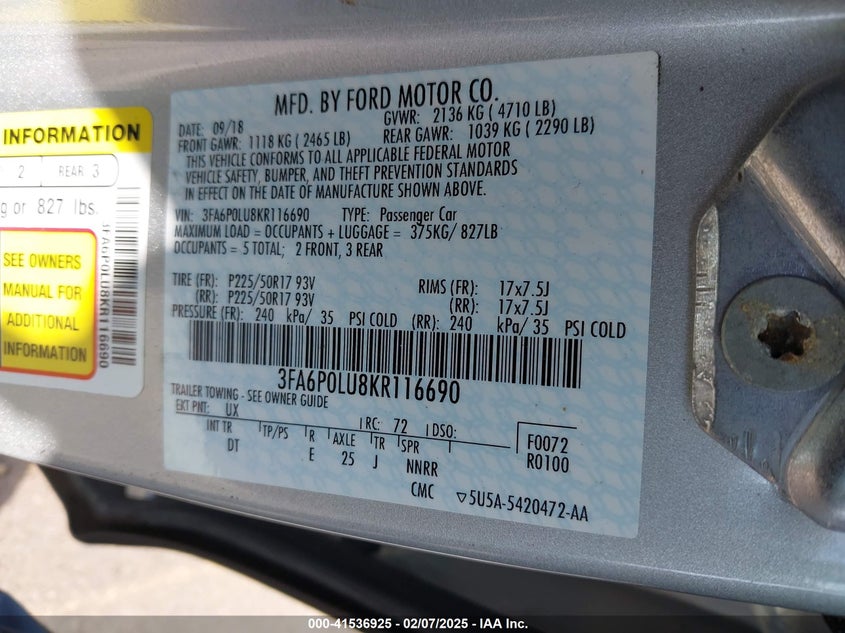 INFORMATION
2 REAR 3
g or 827 lbs.
SEE OWNERS
MANUAL FOR
ADDITIONAL
INFORMATION
3FA6P0LU8KR116690
MFD. BY FORD MOTOR CO.
DATE: 09/18 GVWR: 2136 KG ( 4710 LB)
FRONT GAWR: 1118 KG ( 2465 LB) REAR GAWR: 1039 KG ( 2290 LB)
THIS VEHICLE CONFORMS TO ALL APPLICABLE FEDERAL MOTOR
VEHICLE SAFETY, BUMPER, AND THEFT PREVENTION STANDARDS
IN EFFECT ON THE DATE OF MANUFACTURE SHOWN ABOVE.
VIN: 3FA6P0LU8KR116690 TYPE: Passenger Car
MAXIMUM LOAD = OCCUPANTS + LUGGAGE = 375KG/ 827LB
OCCUPANTS = 5 TOTAL; 2 FRONT, 3 REAR
TIRE (FR): P225/50R17 93V RIMS (FR): 17x7.5J
(RR): P225/50R17 93V (RR): 17x7.5J
PRESSURE (FR): 240 kPa/ 35 PSI COLD (RR): 240 kPa/ 35 PSI COLD
3FA6P0LU8KR116690
TRAILER TOWING - SEE OWNER GUIDE
EXT PNT: UX RC: 72 DSO: F0072
INT TR TP/PS R AXLE TR SPR R0100
DT E 25 J NNRR
CMC ▽5U5A-5420472-AA
000-41536925 | 02/07/2025 | IAA Inc.